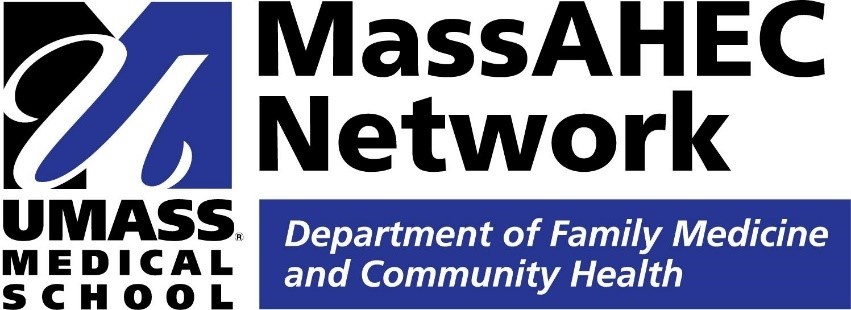 UMASS®
MEDICAL
SCHOOL
MassAHEC
Network
Department of Family Medicine
and Community Health